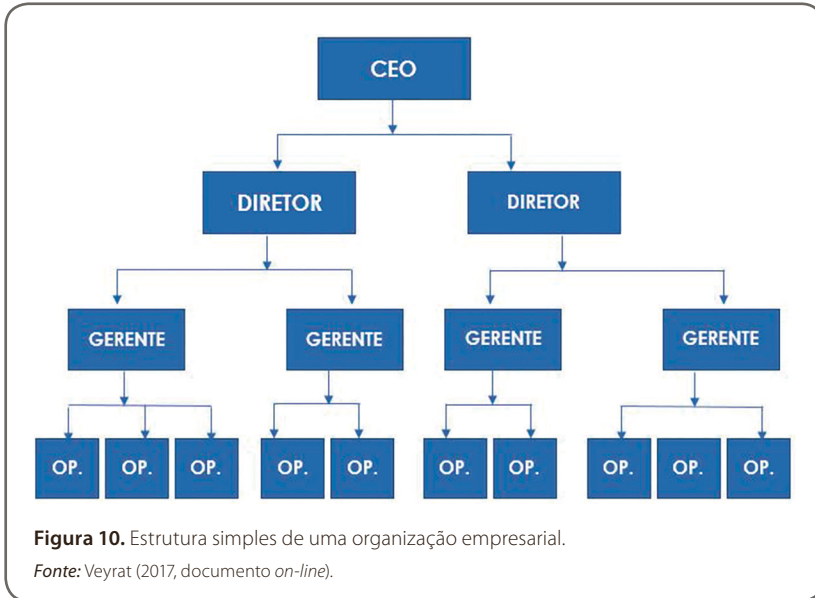 CEO
DIRETOR DIRETOR
GERENTE GERENTE GERENTE GERENTE
OP. OP. OP. OP. OP. OP. OP. OP. OP. OP.
Figura 10. Estrutura simples de uma organização empresarial.
Fonte: Veyrat (2017, documento on-line).